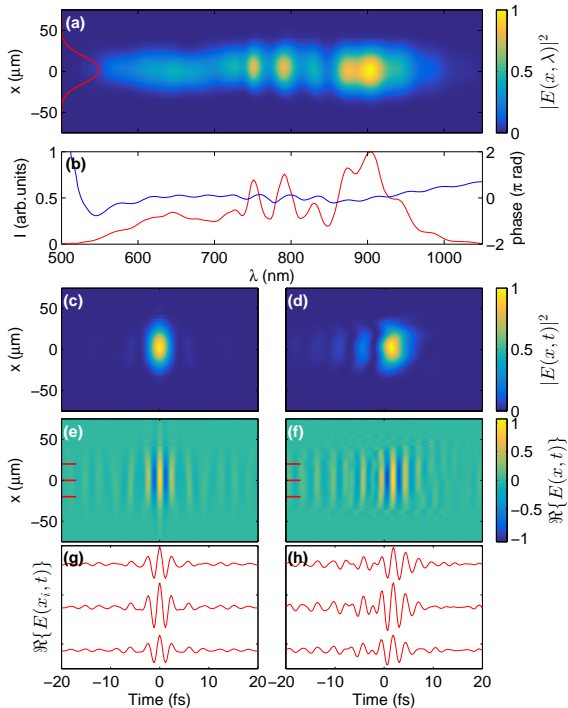 (a)
x (μm)
50
0
−50
1
0.5
0
|E(x, λ)|²
(b)
I (arb.units)
1
0.5
0
2
0
−2
phase (π rad)
500 600 700 800 900 1000
λ (nm)
(c)
(d)
x (μm)
50
0
−50
1
0.5
0
|E(x, t)|²
(e)
(f)
x (μm)
50
0
−50
1
0.5
0
-0.5
-1
ℜ{E(x, t)}
(g)
(h)
ℜ{E(xᵢ, t)}
−20 −10 0 10 20
−20 −10 0 10 20
Time (fs)
Time (fs)